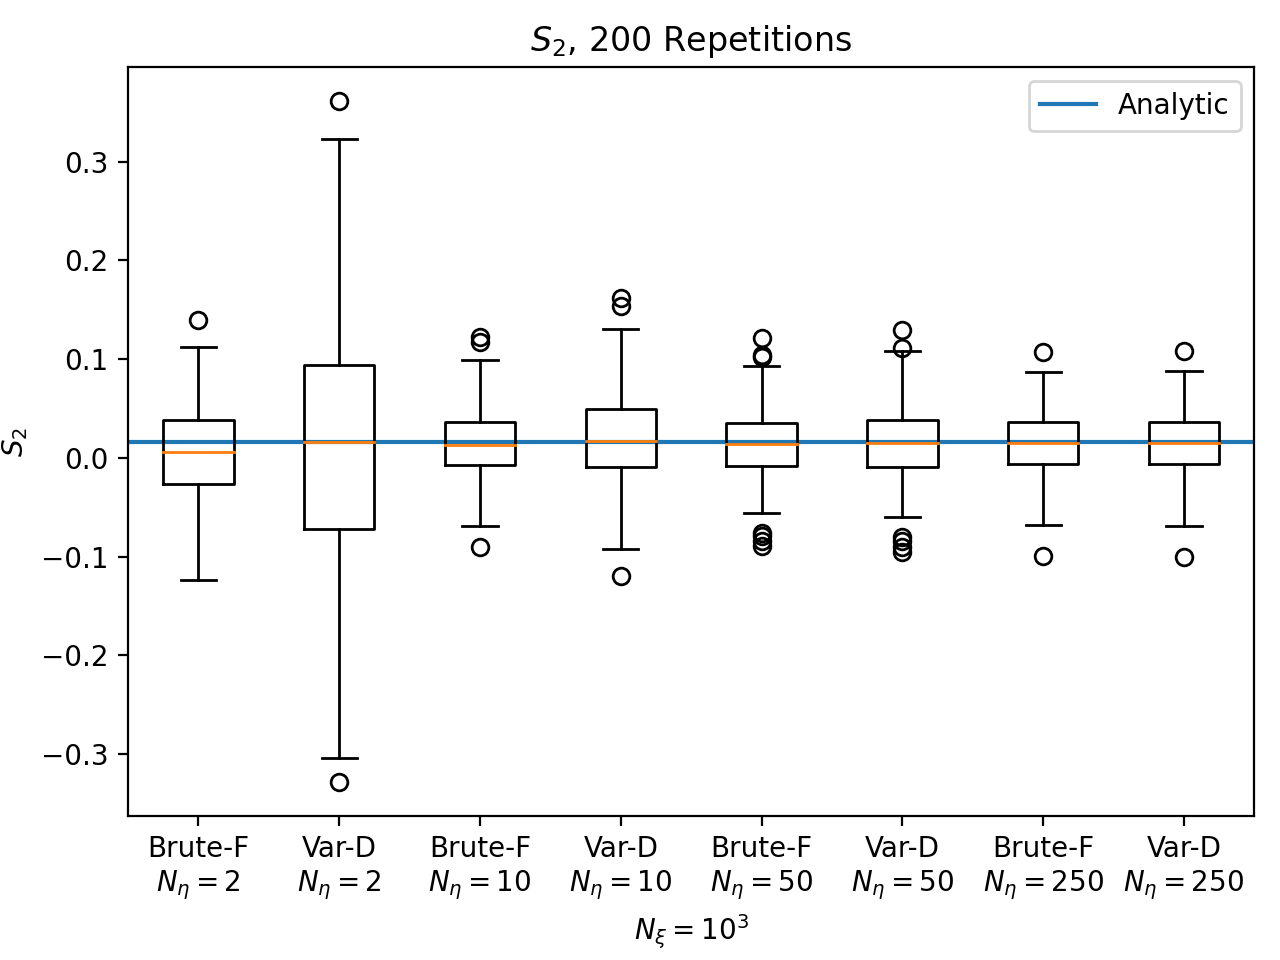 S₂, 200 Repetitions
Analytic
S₂
0.3
0.2
0.1
0.0
−0.1
−0.2
−0.3
Brute-F Var-D Brute-F Var-D Brute-F Var-D Brute-F Var-D
N_η = 2 N_η = 2 N_η = 10 N_η = 10 N_η = 50 N_η = 50 N_η = 250 N_η = 250
N_ξ = 10³